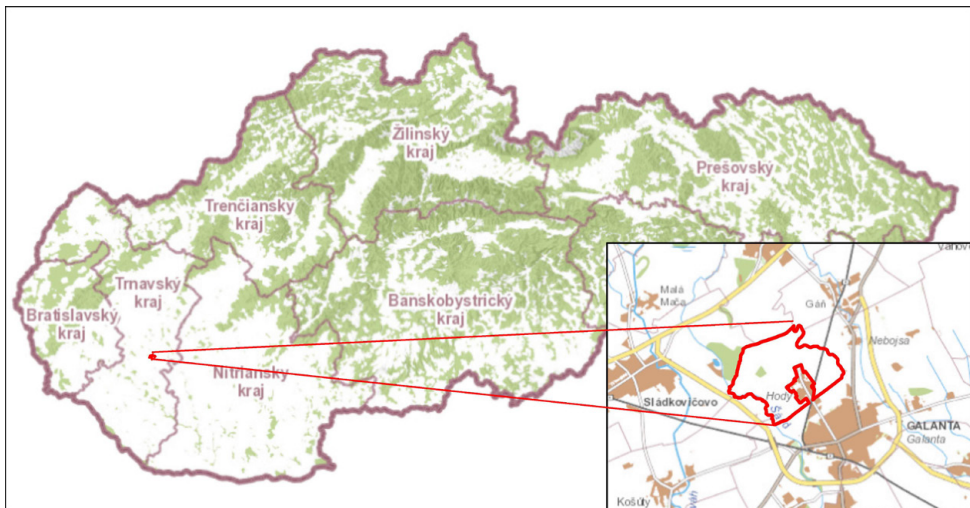 Žilinský
kraj
Prešovský
kraj
Trenčiansky
kraj
Trnavský
kraj
Banskobystrický
kraj
Bratislavský
kraj
Nitriansky
kraj
Malá
Mača
Gáň
Nebojsa
Hody
Sládkovičovo
GALANTA
Galanta
Košúty